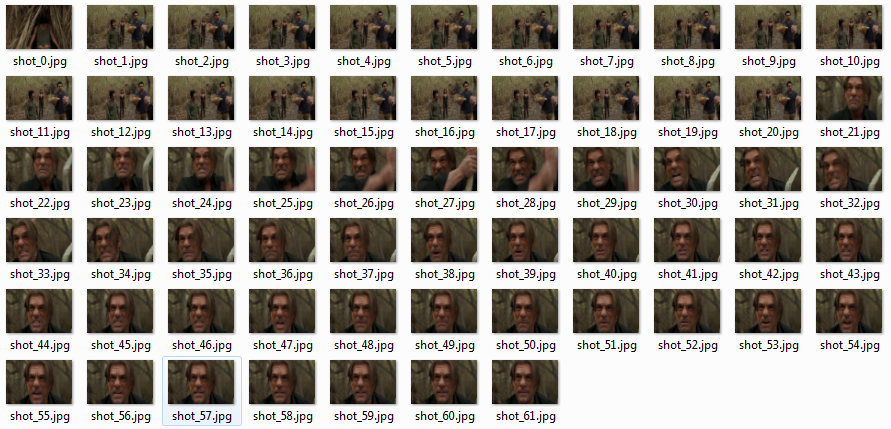 shot_0.jpg shot_1.jpg shot_2.jpg shot_3.jpg shot_4.jpg shot_5.jpg shot_6.jpg shot_7.jpg shot_8.jpg shot_9.jpg shot_10.jpg
shot_11.jpg shot_12.jpg shot_13.jpg shot_14.jpg shot_15.jpg shot_16.jpg shot_17.jpg shot_18.jpg shot_19.jpg shot_20.jpg shot_21.jpg
shot_22.jpg shot_23.jpg shot_24.jpg shot_25.jpg shot_26.jpg shot_27.jpg shot_28.jpg shot_29.jpg shot_30.jpg shot_31.jpg shot_32.jpg
shot_33.jpg shot_34.jpg shot_35.jpg shot_36.jpg shot_37.jpg shot_38.jpg shot_39.jpg shot_40.jpg shot_41.jpg shot_42.jpg shot_43.jpg
shot_44.jpg shot_45.jpg shot_46.jpg shot_47.jpg shot_48.jpg shot_49.jpg shot_50.jpg shot_51.jpg shot_52.jpg shot_53.jpg shot_54.jpg
shot_55.jpg shot_56.jpg shot_57.jpg shot_58.jpg shot_59.jpg shot_60.jpg shot_61.jpg